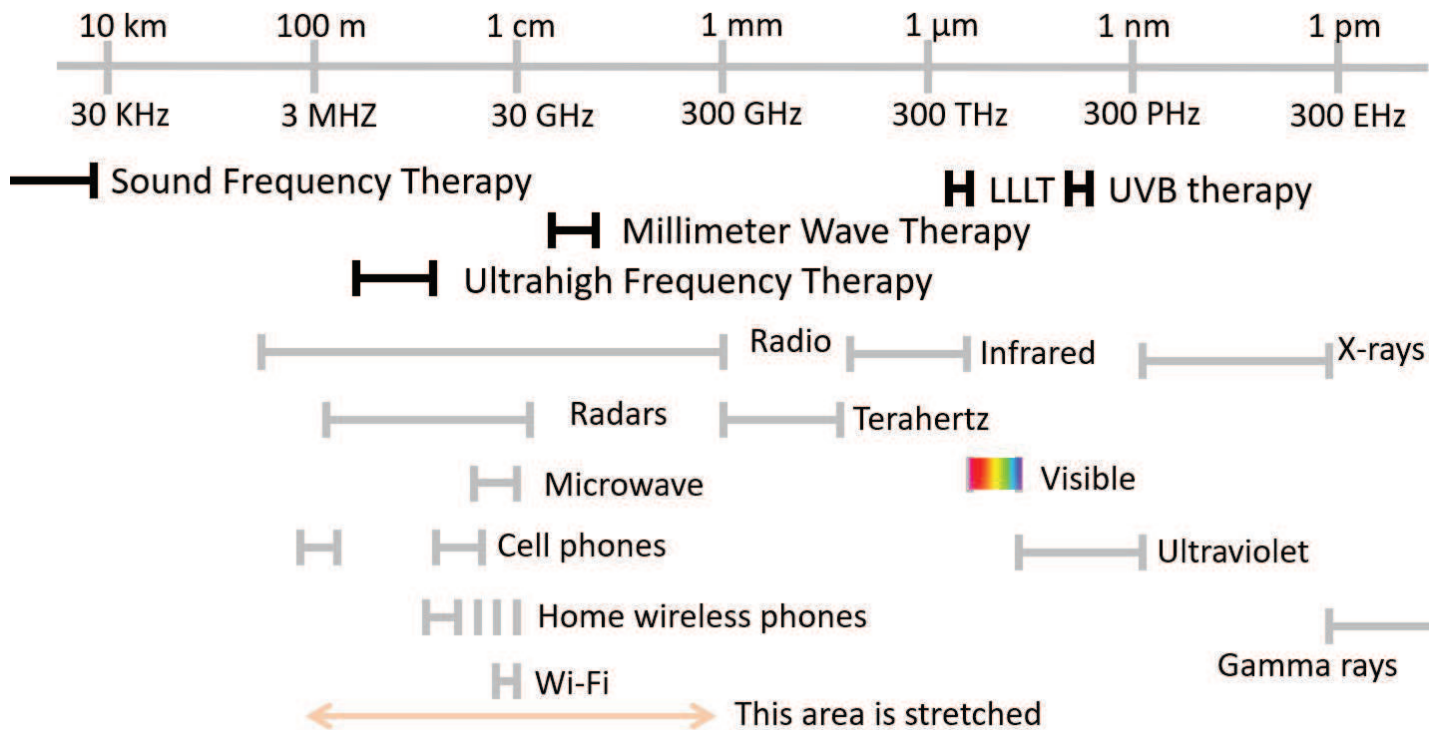 10 km 100 m 1 cm 1 mm 1 µm 1 nm 1 pm
30 KHz 3 MHZ 30 GHz 300 GHz 300 THz 300 PHz 300 EHz
Sound Frequency Therapy LLLT UVB therapy
Millimeter Wave Therapy
Ultrahigh Frequency Therapy
Radio Infrared X-rays
Radars Terahertz
Microwave Visible
Cell phones Ultraviolet
Home wireless phones
Gamma rays
Wi-Fi
This area is stretched